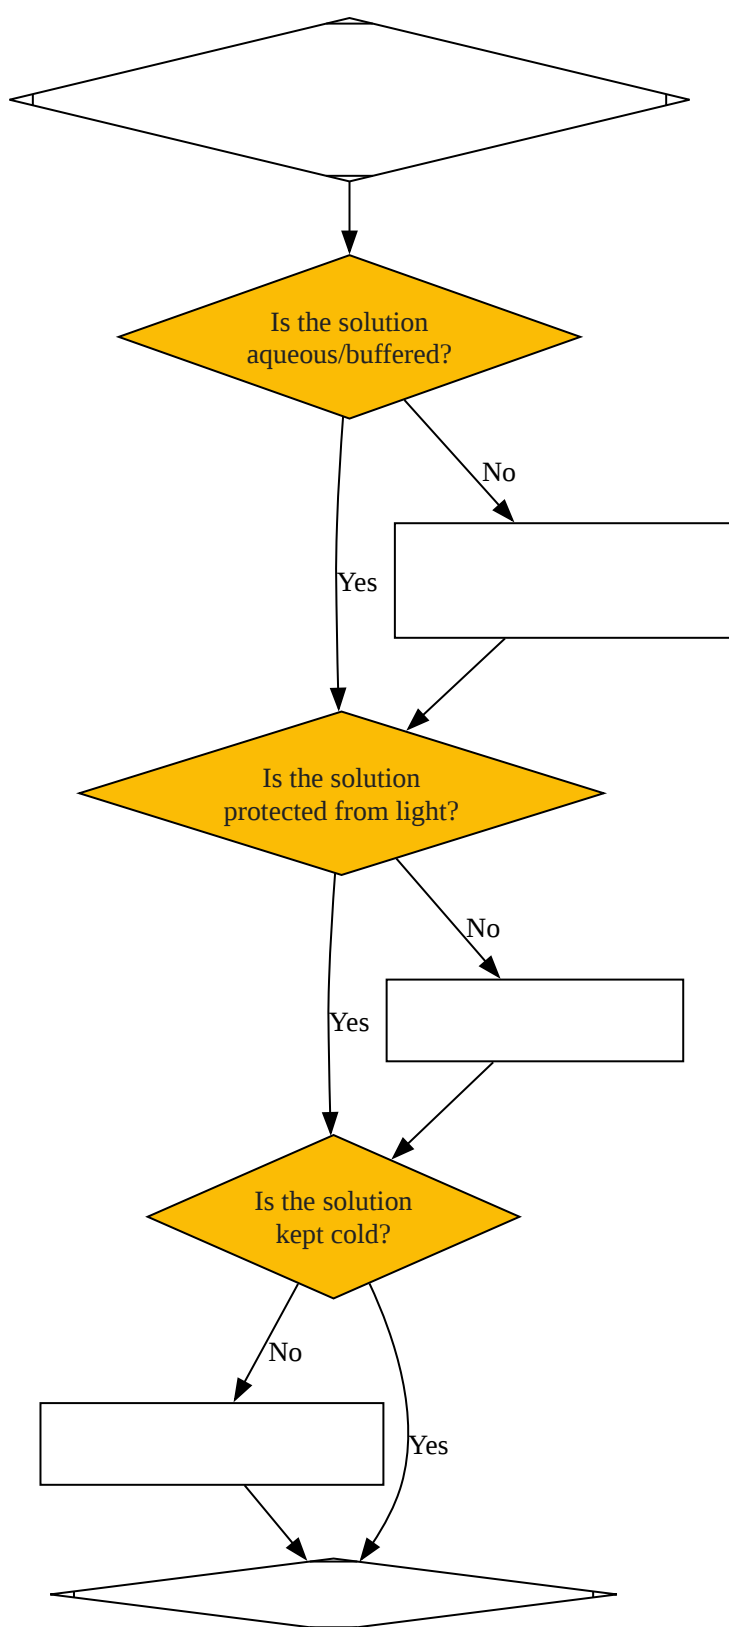 Is the solution
aqueous/buffered?
No
Yes
Is the solution
protected from light?
No
Yes
Is the solution
kept cold?
No
Yes